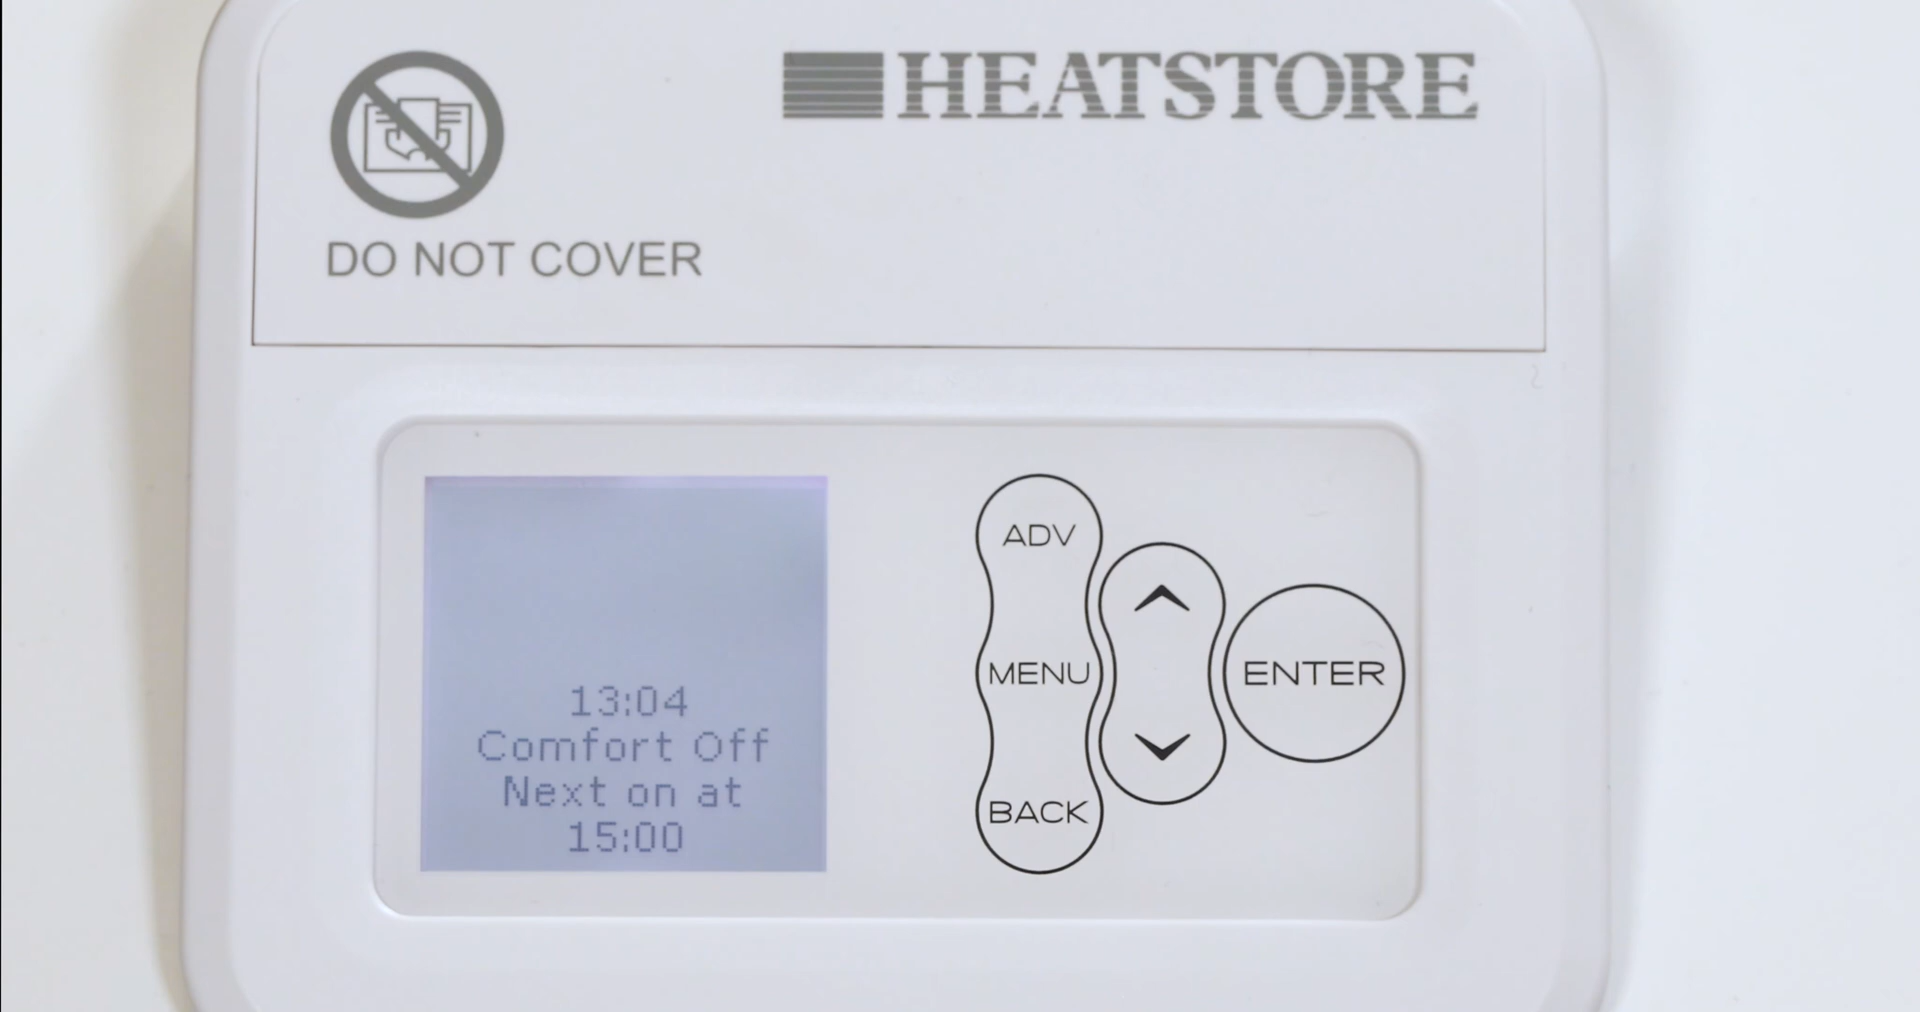 HEATSTORE
DO NOT COVER
ADV
MENU
BACK
ENTER
13:04
Comfort Off
Next on at
15:00